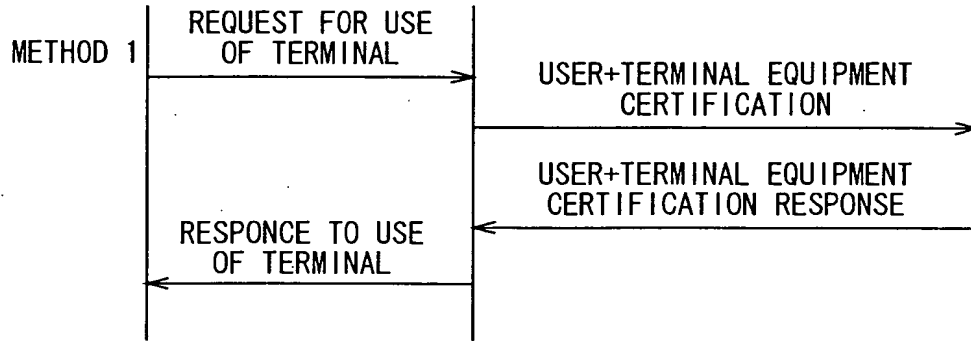 REQUEST FOR USE
OF TERMINAL
METHOD 1
USER+TERMINAL EQUIPMENT
CERTIFICATION
USER+TERMINAL EQUIPMENT
CERTIFICATION RESPONSE
RESPONCE TO USE
OF TERMINAL